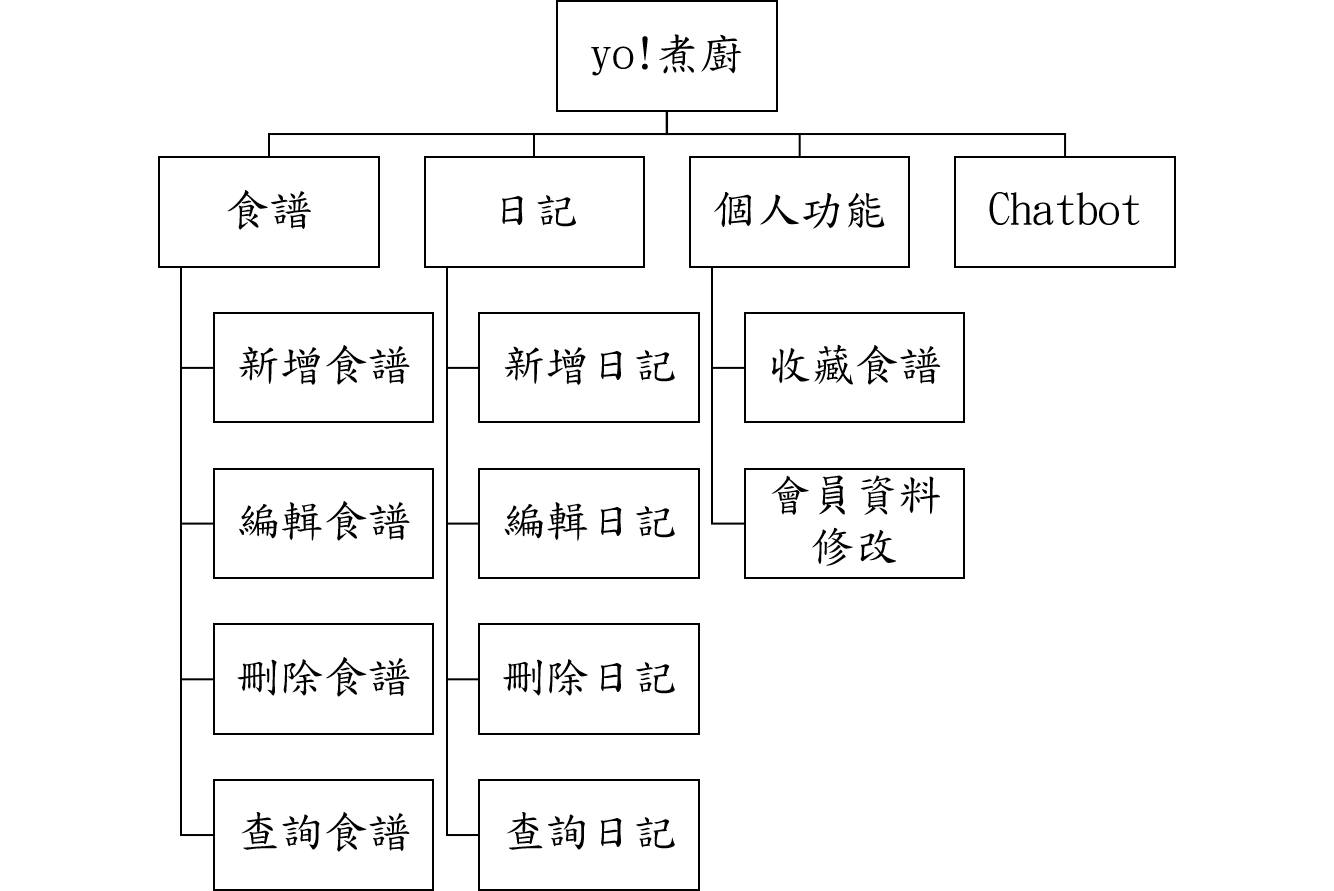 yo!煮廚
食譜
日記
個人功能
Chatbot
新增食譜
新增日記
收藏食譜
編輯食譜
編輯日記
會員資料
修改
刪除食譜
刪除日記
查詢食譜
查詢日記